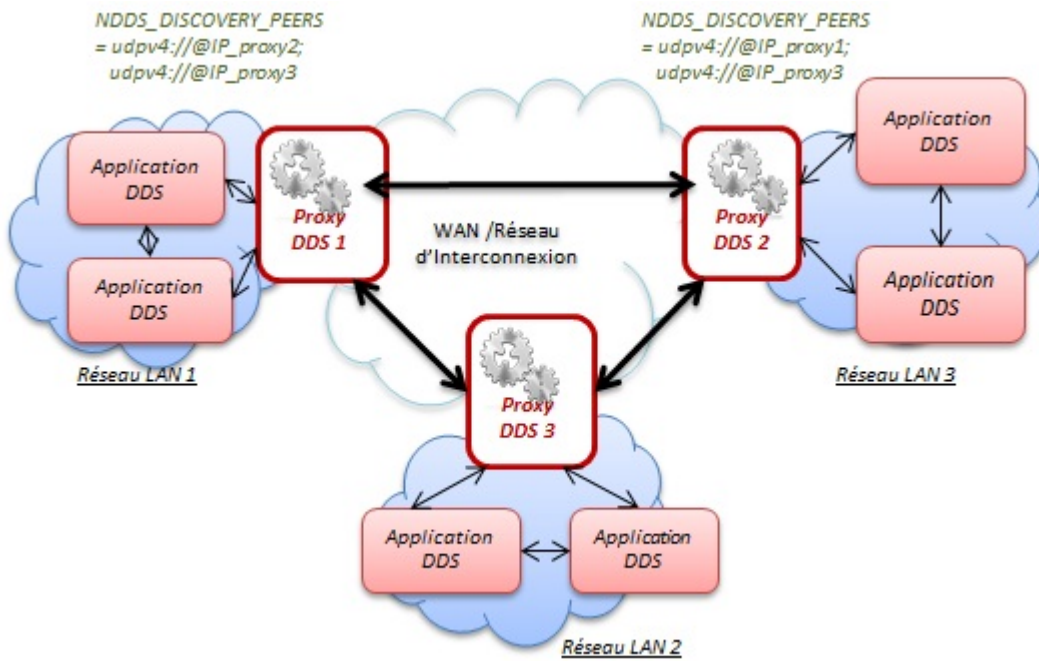 NDDS_DISCOVERY_PEERS
= udpv4://@IP_proxy2;
udpv4://@IP_proxy3
NDDS_DISCOVERY_PEERS
= udpv4://@IP_proxy1;
udpv4://@IP_proxy3
Application
DDS
Application
DDS
Proxy
DDS 1
WAN /Réseau
d'Interconnexion
Proxy
DDS 2
Application
DDS
Application
DDS
Réseau LAN 1
Réseau LAN 3
Proxy
DDS 3
Application
DDS
Application
DDS
Réseau LAN 2